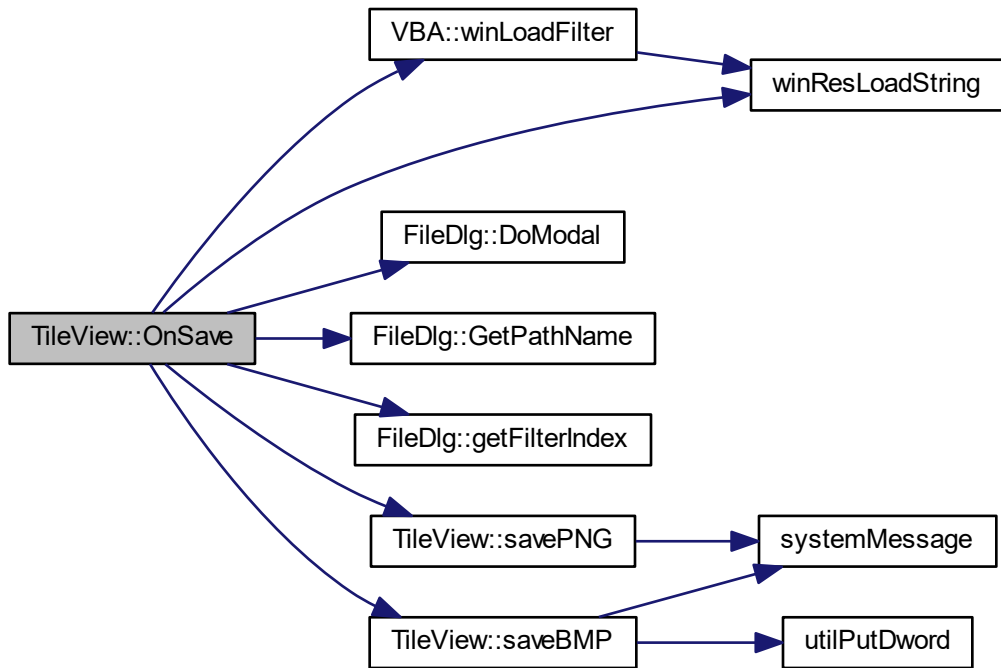 VBA::winLoadFilter
winResLoadString
FileDlg::DoModal
TileView::OnSave
FileDlg::GetPathName
FileDlg::getFilterIndex
TileView::savePNG
systemMessage
TileView::saveBMP
utilPutDword